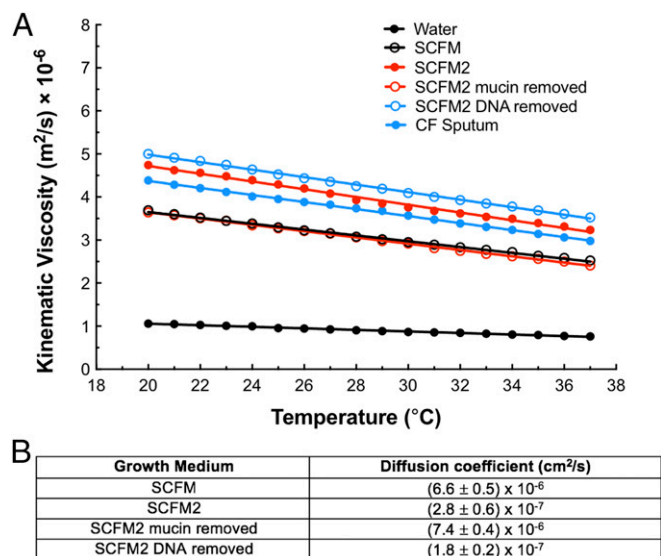 A
Water
SCFM
SCFM2
SCFM2 mucin removed
SCFM2 DNA removed
CF Sputum
Kinematic Viscosity (m²/s) × 10⁻⁶
8
7
6
5
4
3
2
1
0
18 20 22 24 26 28 30 32 34 36 38
Temperature (°C)
B
Growth Medium Diffusion coefficient (cm²/s)
SCFM (6.6 ± 0.5) x 10⁻⁶
SCFM2 (2.8 ± 0.6) x 10⁻⁷
SCFM2 mucin removed (7.4 ± 0.4) x 10⁻⁶
SCFM2 DNA removed (1.8 ± 0.2) x 10⁻⁷